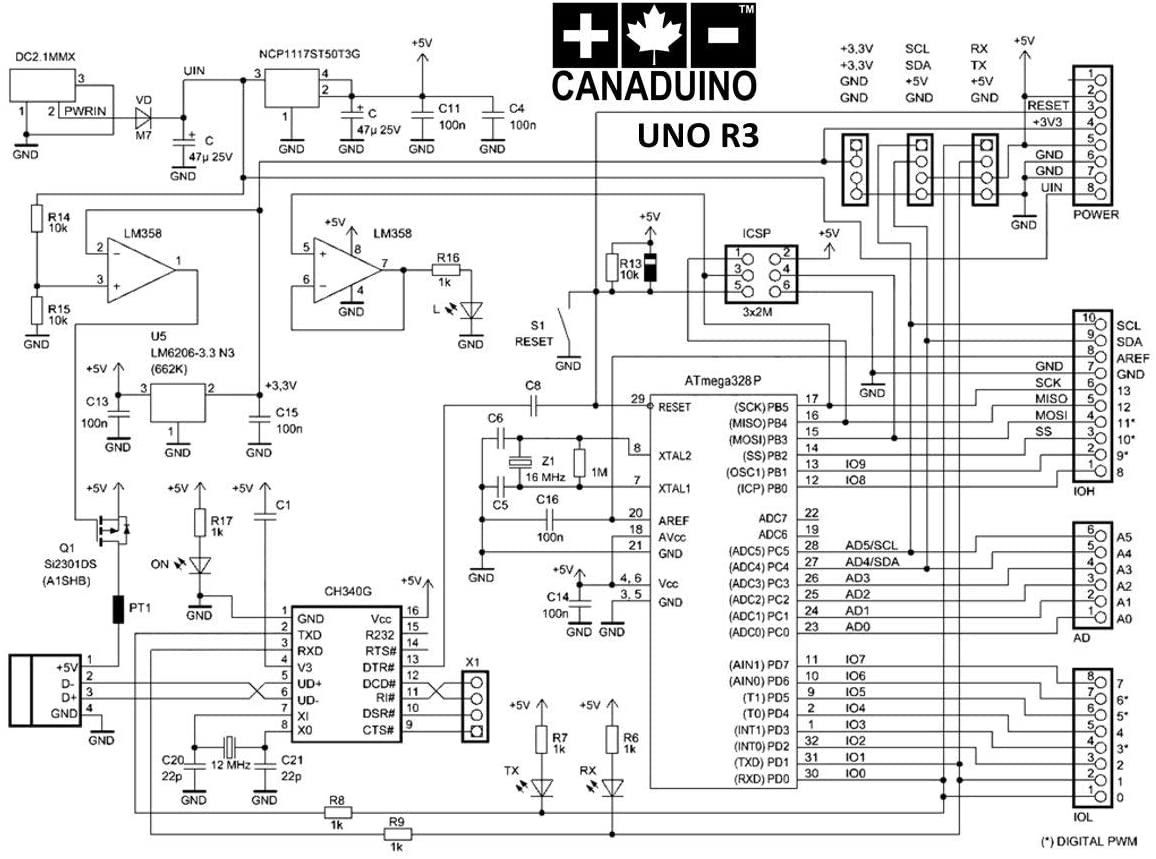 TM
CANADUINO
UNO R3
DC2.1MMX
3
1
2
PWRIN
GND
VD
M7
UIN
+
C
47µ 25V
GND
NCP1117ST50T3G
3
4
2
1
GND
+5V
+
C
47µ 25V
GND
C11
100n
GND
C4
100n
GND
+3,3V SCL RX
+3,3V SDA TX
GND +5V +5V
GND GND GND
+5V
RESET
+3V3
GND
GND
UIN
1
2
3
4
5
6
7
8
POWER
GND
R14
10k
R15
10k
GND
LM358
2
3
1
U5
LM6206-3.3 N3
(662K)
+5V
3
2
1
GND
C13
100n
GND
+3,3V
C15
100n
GND
+5V
LM358
5
6
7
8
4
GND
R16
1k
L
GND
+5V
R13
10k
S1
RESET
GND
ICSP
1
2
3
4
5
6
3x2M
+5V
GND
+5V
Q1
Si2301DS
(A1SHB)
PT1
+5V
R17
1k
ON
GND
+5V
C1
+5V
D-
D+
GND
1
2
3
4
GND
CH340G
1 GND
2 TXD
3 RXD
4 V3
5 UD+
6 UD-
7 XI
8 X0
Vcc 16
R232 15
RTS# 14
DTR# 13
DCD# 12
RI# 11
DSR# 10
CTS# 9
+5V
X1
C20
22p
GND
12 MHz
C21
22p
GND
R8
1k
R9
1k
C8
C6
Z1
16 MHz
1M
C5
C16
100n
GND
+5V
C14
100n
GND
GND
+5V
R7
1k
TX
+5V
R6
1k
RX
ATmega328P
29 RESET
8 XTAL2
7 XTAL1
20 AREF
18 AVcc
21 GND
4, 6 Vcc
3, 5 GND
(SCK) PB5 17
(MISO) PB4 16
(MOSI) PB3 15
(SS) PB2 14
(OSC1) PB1 13 IO9
(ICP) PB0 12 IO8
ADC7 22
ADC6 19
(ADC5) PC5 28 AD5/SCL
(ADC4) PC4 27 AD4/SDA
(ADC3) PC3 26 AD3
(ADC2) PC2 25 AD2
(ADC1) PC1 24 AD1
(ADC0) PC0 23 AD0
(AIN1) PD7 11 IO7
(AIN0) PD6 10 IO6
(T1) PD5 9 IO5
(T0) PD4 2 IO4
(INT1) PD3 1 IO3
(INT0) PD2 32 IO2
(TXD) PD1 31 IO1
(RXD) PD0 30 IO0
10 SCL
9 SDA
8 AREF
GND 7 GND
SCK 6 13
MISO 5 12
MOSI 4 11*
SS 3 10*
2 9*
1 8
IOH
6 A5
5 A4
4 A3
3 A2
2 A1
1 A0
AD
8 7
7 6*
6 5*
5 4
4 3*
3 2
2 1
1 0
IOL
(*) DIGITAL PWM